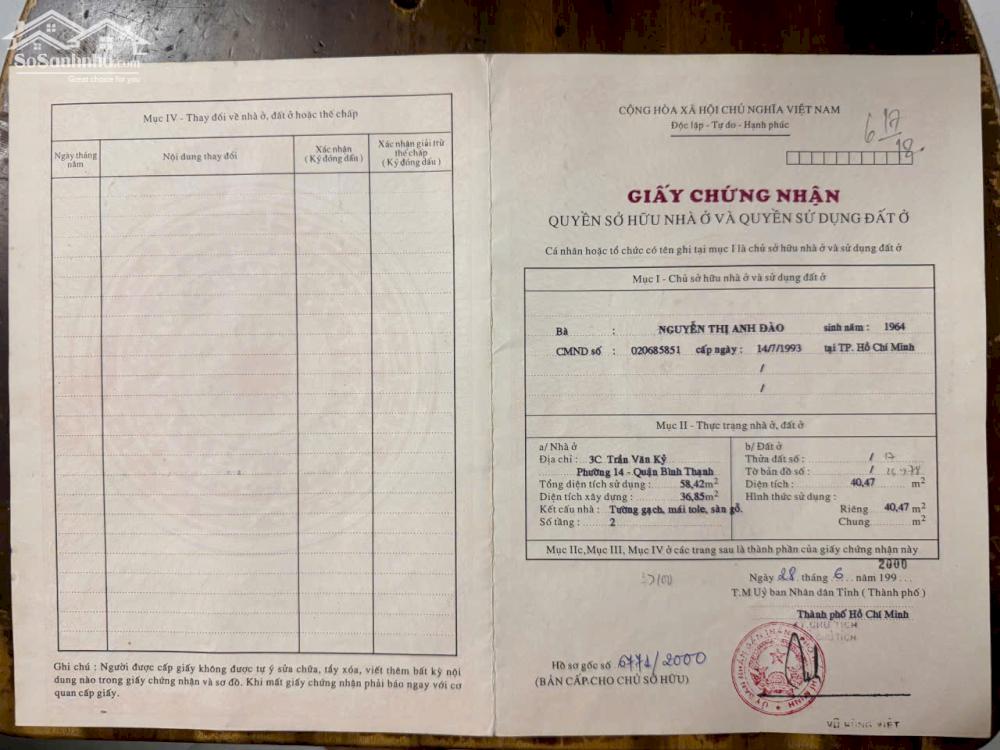 SoSanhnha.com
Great choice for you
Mục IV - Thay đổi về nhà ở, đất ở hoặc thế chấp
Ngày tháng năm
Nội dung thay đổi
Xác nhận (Ký đóng dấu)
Xác nhận giải trừ thế chấp (Ký đóng dấu)
Ghi chú : Người được cấp giấy không được tự ý sửa chữa, tẩy xóa, viết thêm bất kỳ nội
dung nào trong giấy chứng nhận và sơ đồ. Khi mất giấy chứng nhận phải báo ngay với cơ
quan cấp giấy.
CỘNG HÒA XÃ HỘI CHỦ NGHĨA VIỆT NAM
Độc lập - Tự do - Hạnh phúc
6 17
18.
GIẤY CHỨNG NHẬN
QUYỀN SỞ HỮU NHÀ Ở VÀ QUYỀN SỬ DỤNG ĐẤT Ở
Cá nhân hoặc tổ chức có tên ghi tại mục I là chủ sở hữu nhà ở và sử dụng đất ở
Mục I - Chủ sở hữu nhà ở và sử dụng đất ở
Bà : NGUYỄN THỊ ANH ĐÀO sinh năm : 1964
CMND số : 020685851 cấp ngày : 14/7/1993 tại TP. Hồ Chí Minh
/
/
Mục II - Thực trạng nhà ở, đất ở
a/ Nhà ở
Địa chỉ : 3C Trần Văn Kỷ
Phường 14 - Quận Bình Thạnh
Tổng diện tích sử dụng : 58,42m²
Diện tích xây dựng : 36,85m²
Kết cấu nhà : Tường gạch, mái tole, sàn gỗ.
Số tầng : 2
b/ Đất ở
Thửa đất số : / 17
Tờ bản đồ số : /
Diện tích : 40,47 m²
Hình thức sử dụng :
Riêng 40,47 m²
Chung m²
Mục IIc, Mục III, Mục IV ở các trang sau là thành phần của giấy chứng nhận này
2000
Ngày 28 tháng 6 năm 199...
T.M Uỷ ban Nhân dân Tỉnh ( Thành phố )
Thành phố Hồ Chí Minh
Hồ sơ gốc số 6771/2000
(BẢN CẤP CHO CHỦ SỞ HỮU)
VŨ HÙNG VIỆT